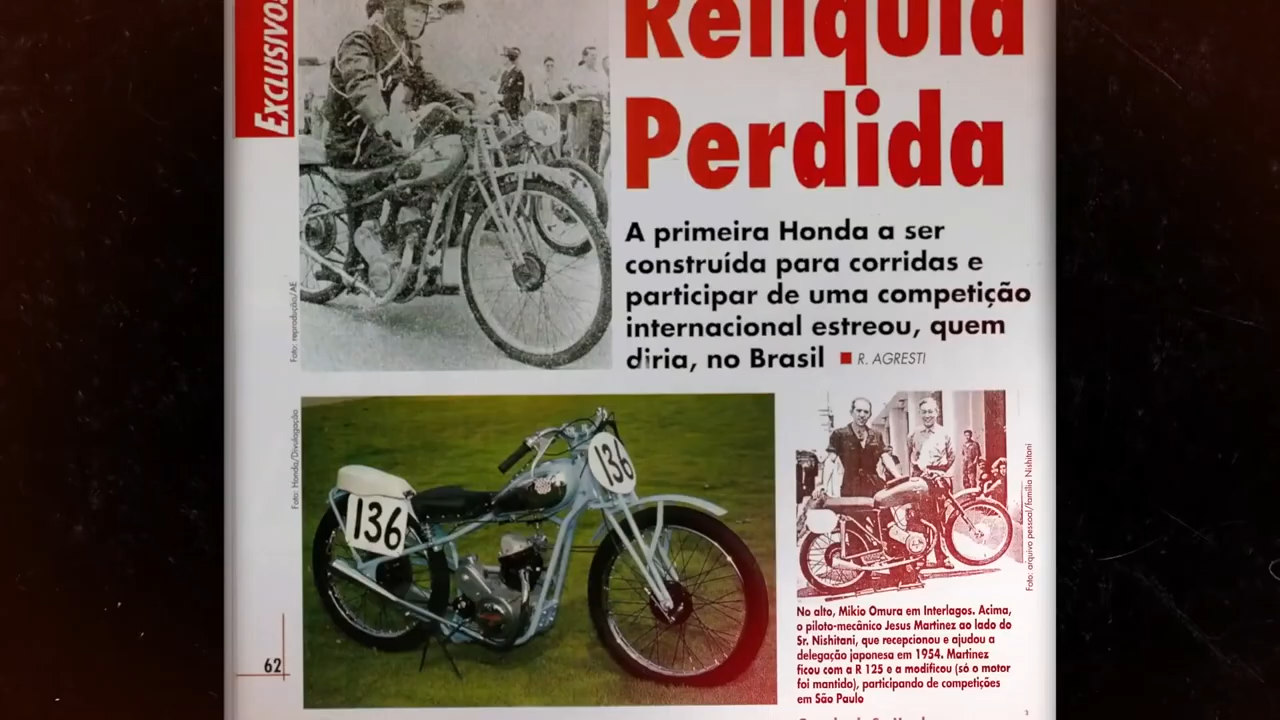 EXCLUSIVOS
Relíquia
Perdida
A primeira Honda a ser
construída para corridas e
participar de uma competição
internacional estreou, quem
diria, no Brasil ■ R. AGRESTI
Foto: reprodução/AE
Foto: Honda/Divulgação
136
136
Foto: arquivo pessoal/família Nishitani
No alto, Mikio Omura em Interlagos. Acima,
o piloto-mecânico Jesus Martinez ao lado do
Sr. Nishitani, que recepcionou e ajudou a
delegação japonesa em 1954. Martinez
ficou com a R 125 e a modificou (só o motor
foi mantido), participando de competições
em São Paulo
62